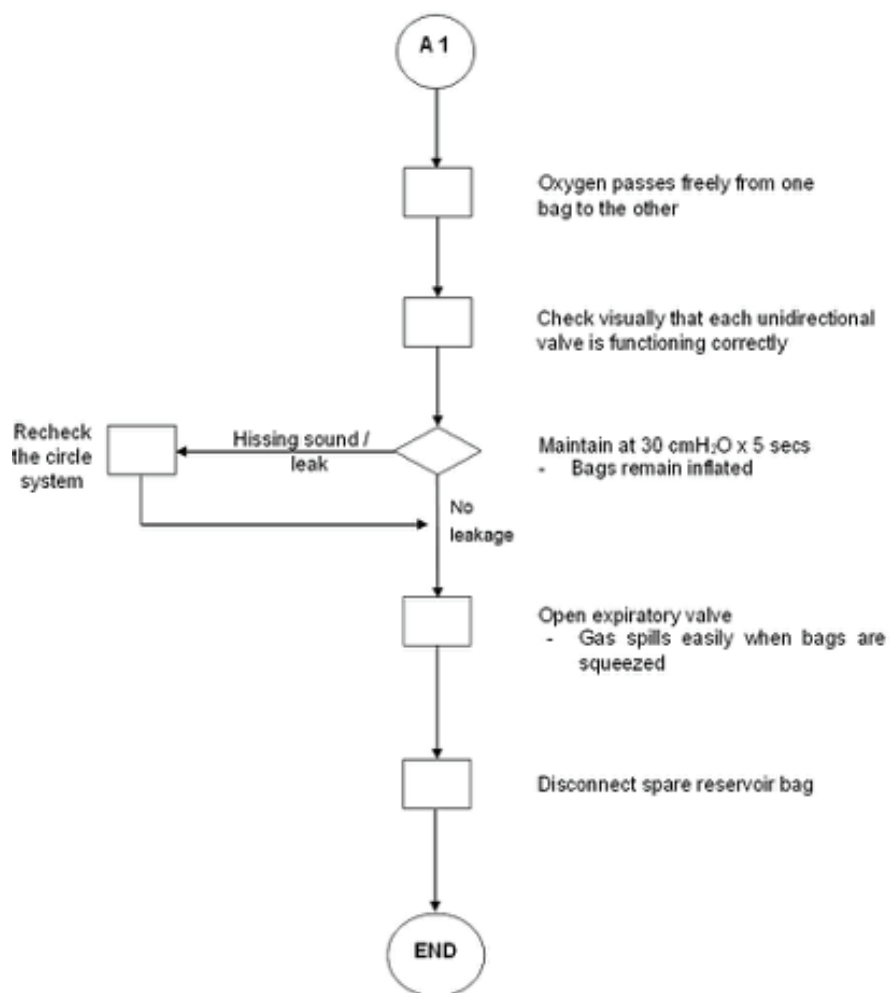 A 1
Oxygen passes freely from one
bag to the other
Check visually that each unidirectional
valve is functioning correctly
Recheck
the circle
system
Hissing sound /
leak
Maintain at 30 cmH₂O x 5 secs
- Bags remain inflated
No
leakage
Open expiratory valve
- Gas spills easily when bags are
squeezed
Disconnect spare reservoir bag
END